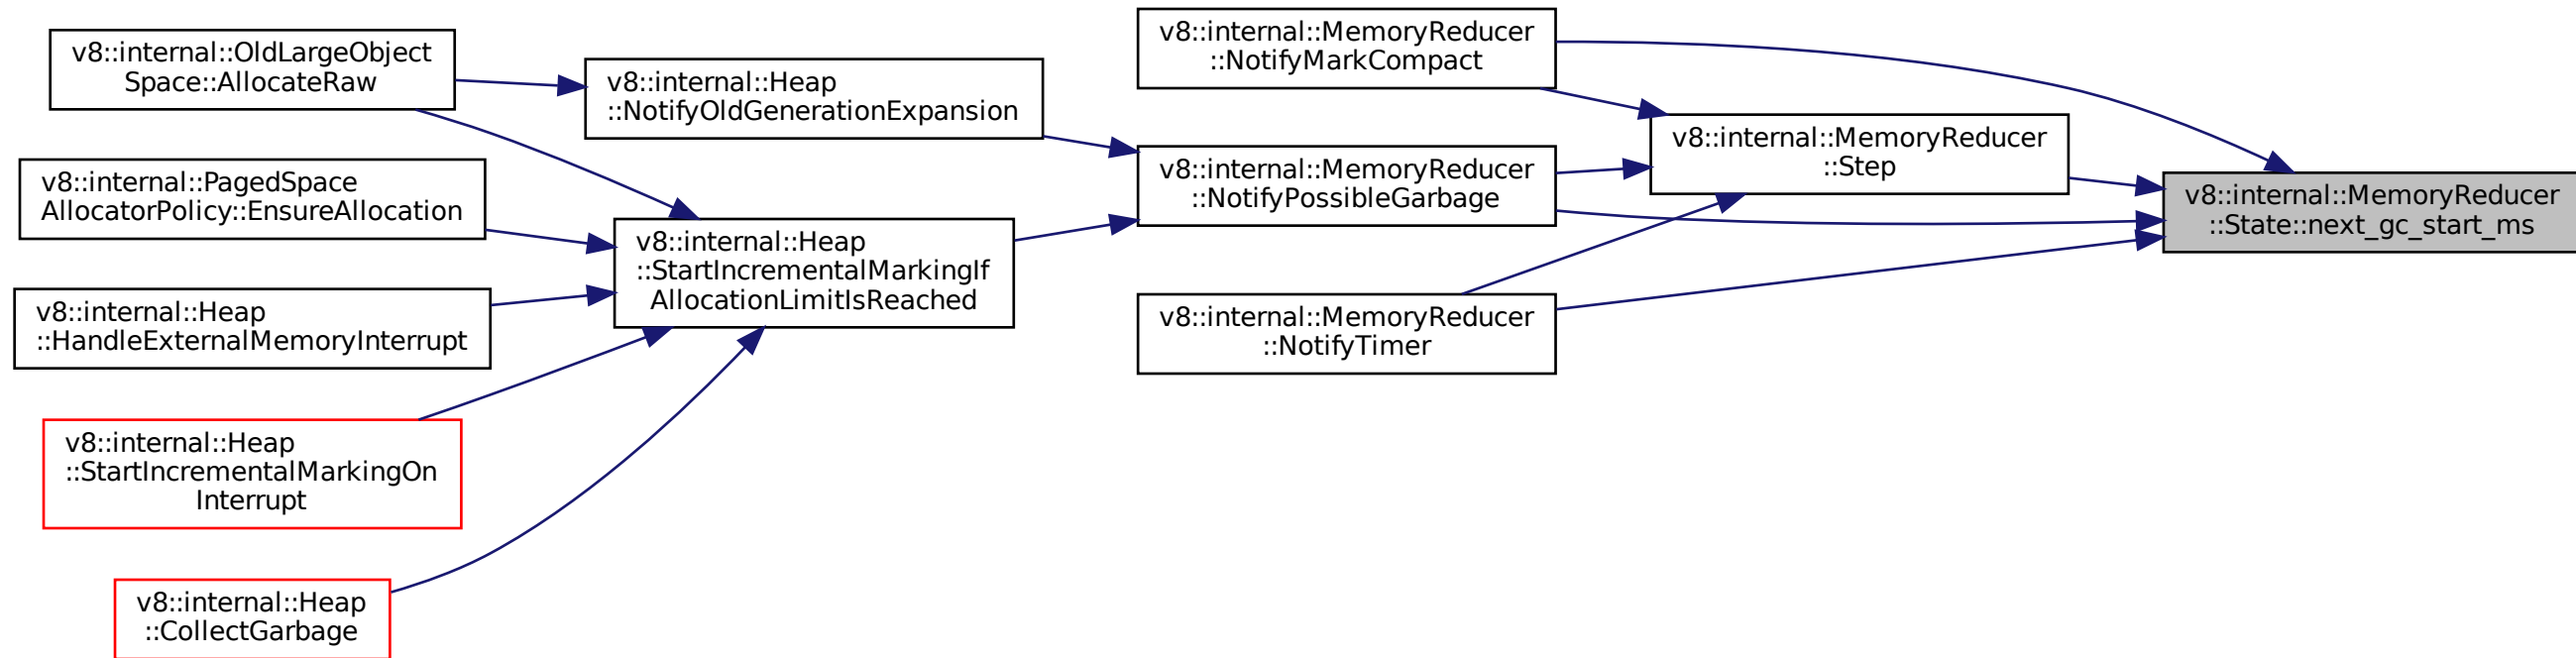 v8::internal::OldLargeObject
Space::AllocateRaw
v8::internal::PagedSpace
AllocatorPolicy::EnsureAllocation
v8::internal::Heap
::HandleExternalMemoryInterrupt
v8::internal::Heap
::StartIncrementalMarkingOn
Interrupt
v8::internal::Heap
::CollectGarbage
v8::internal::Heap
::NotifyOldGenerationExpansion
v8::internal::Heap
::StartIncrementalMarkingIf
AllocationLimitIsReached
v8::internal::MemoryReducer
::NotifyMarkCompact
v8::internal::MemoryReducer
::NotifyPossibleGarbage
v8::internal::MemoryReducer
::NotifyTimer
v8::internal::MemoryReducer
::Step
v8::internal::MemoryReducer
::State::next_gc_start_ms